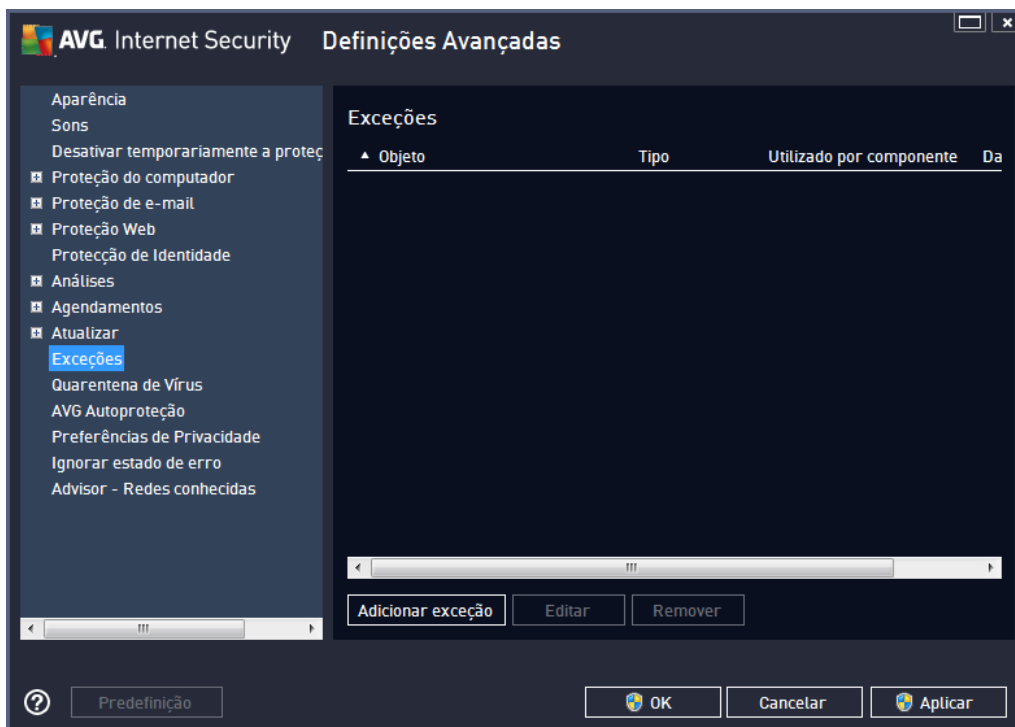 AVG. Internet Security Definições Avançadas
Aparência
Sons
Desativar temporariamente a proteç
Proteção do computador
Proteção de e-mail
Proteção Web
Protecção de Identidade
Análises
Agendamentos
Atualizar
Exceções
Quarentena de Vírus
AVG Autoproteção
Preferências de Privacidade
Ignorar estado de erro
Advisor - Redes conhecidas
Exceções
Objeto Tipo Utilizado por componente Da
Adicionar exceção Editar Remover
Predefinição OK Cancelar Aplicar